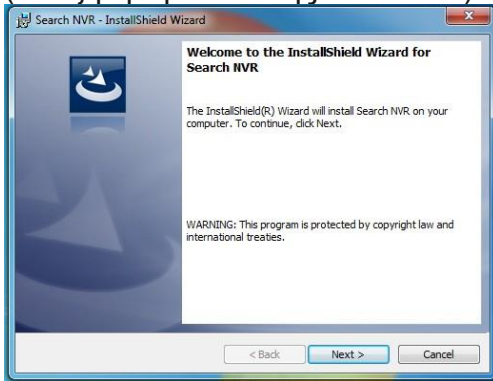 Search NVR - InstallShield Wizard
Welcome to the InstallShield Wizard for
Search NVR
The InstallShield(R) Wizard will install Search NVR on your
computer. To continue, click Next.
WARNING: This program is protected by copyright law and
international treaties.
< Back
Next >
Cancel